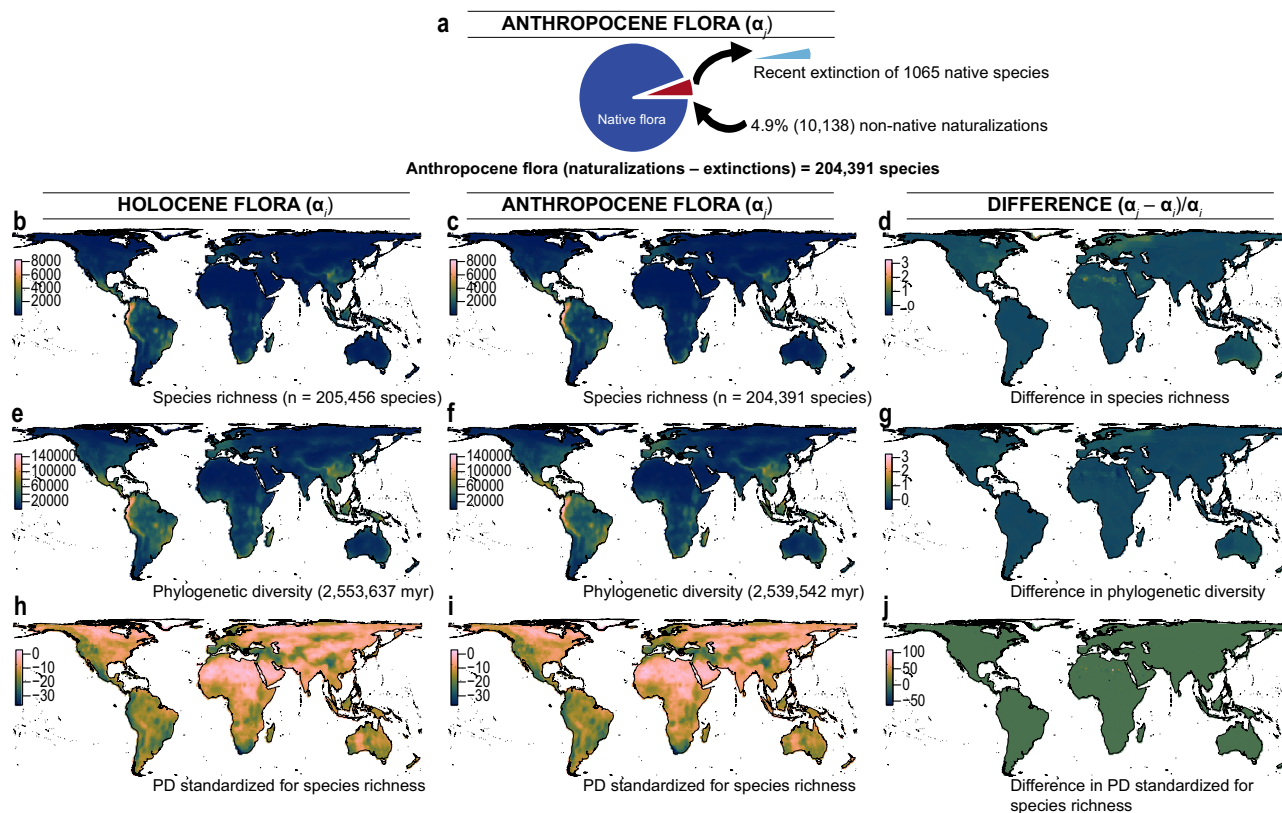 a
ANTHROPOCENE FLORA (αj)
Recent extinction of 1065 native species
Native flora
4.9% (10,138) non-native naturalizations
Anthropocene flora (naturalizations – extinctions) = 204,391 species
HOLOCENE FLORA (αi)
ANTHROPOCENE FLORA (αj)
DIFFERENCE (αj – αi)/αi
b
8000
6000
4000
2000
Species richness (n = 205,456 species)
c
8000
6000
4000
2000
Species richness (n = 204,391 species)
d
3
2
1
0
Difference in species richness
e
140000
100000
60000
20000
Phylogenetic diversity (2,553,637 myr)
f
140000
100000
60000
20000
Phylogenetic diversity (2,539,542 myr)
g
3
2
1
0
Difference in phylogenetic diversity
h
0
−10
−20
−30
PD standardized for species richness
i
0
−10
−20
−30
PD standardized for species richness
j
100
50
0
−50
Difference in PD standardized for
species richness